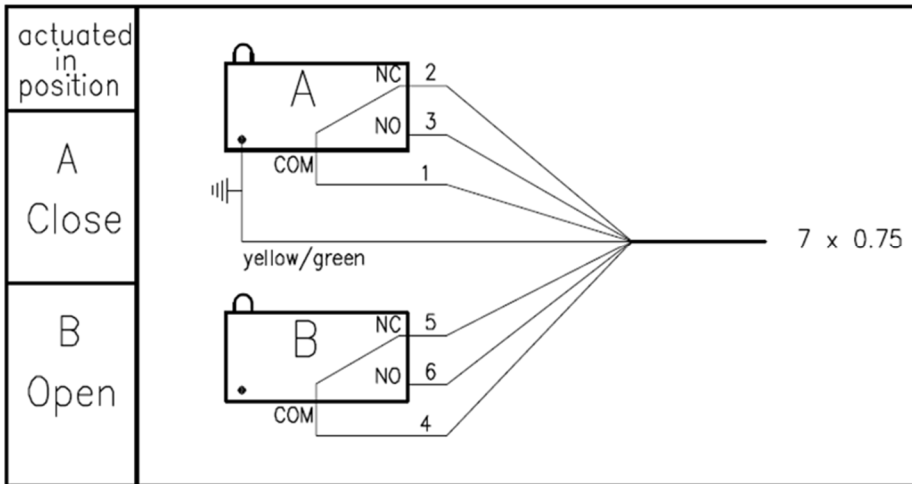 actuated
in
position
A
Close
B
Open
A
NC
2
NO
3
COM
1
yellow/green
7 x 0.75
B
NC
5
NO
6
COM
4